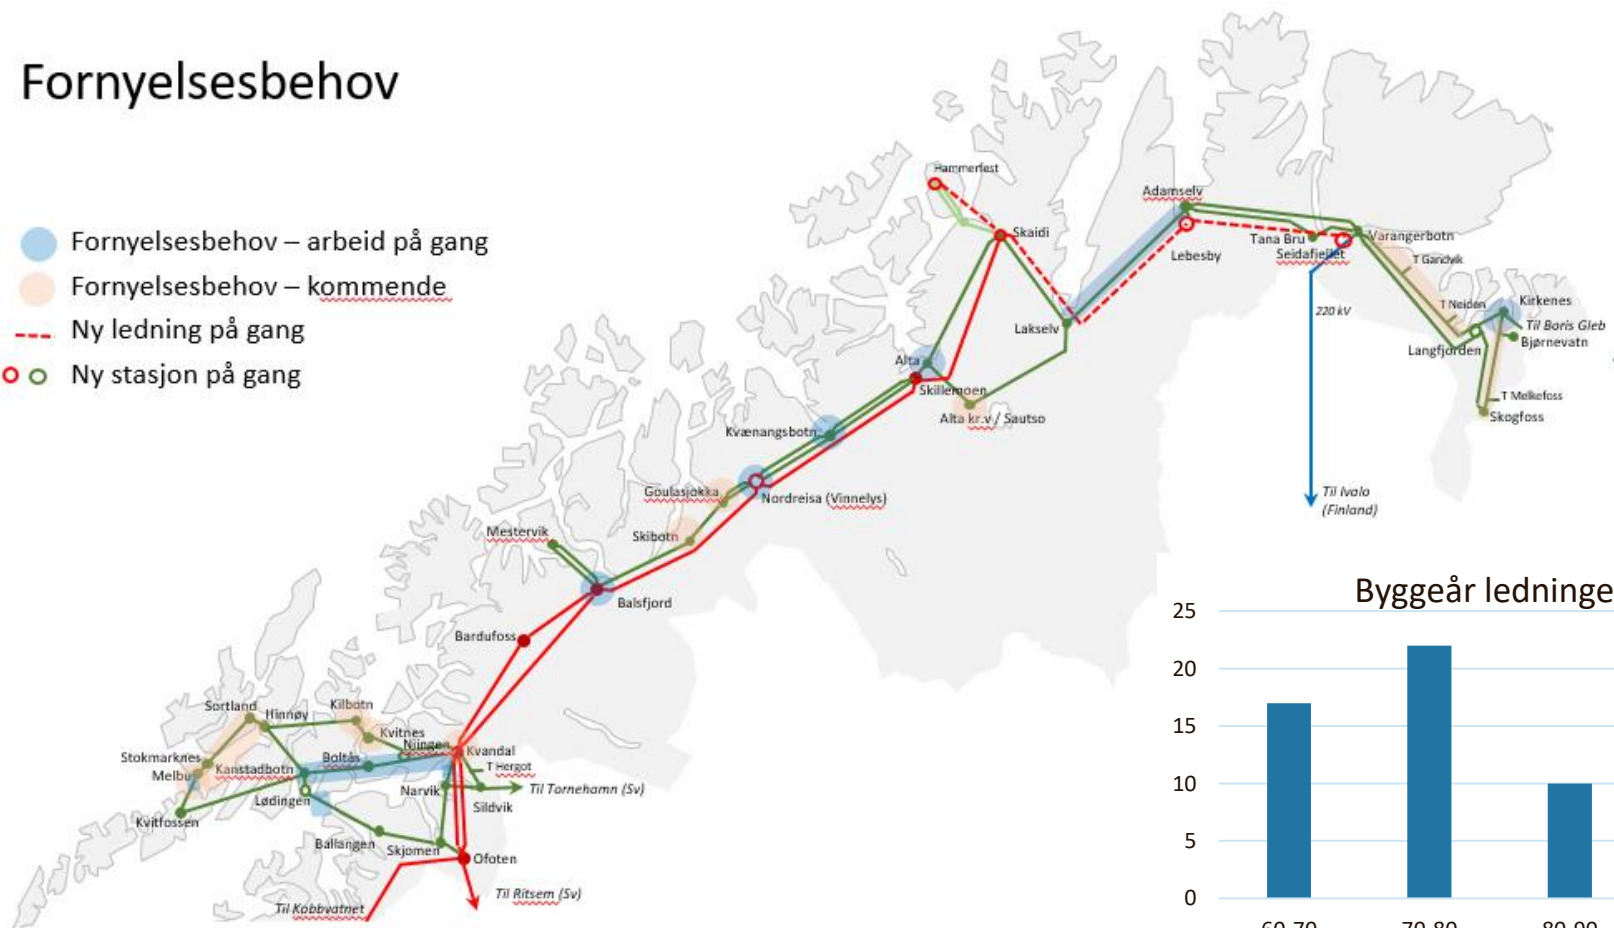 Fornyelsesbehov
Fornyelsesbehov – arbeid på gang
Fornyelsesbehov – kommende
Ny ledning på gang
Ny stasjon på gang
Hammerfest
Skaidi
Adamselv
Lebesby
Tana Bru
Seidafjellet
Varangerbotn
T Gandvik
T Neiden
Kirkenes
Til Boris Gleb
Bjørnevatn
Langfjorden
T Melkefoss
Skogfoss
220 kV
Til Ivalo
(Finland)
Lakselv
Alta
Skillemoen
Alta kr.v / Sautso
Kvænangsbotn
Goulasjokka
Nordreisa (Vinnelys)
Skibotn
Mestervik
Balsfjord
Bardufoss
Sortland
Hinnøy
Kilbotn
Kvitnes
Niingen
Kvandal
Stokmarknes
Melbu
Kanstadbotn
Boltås
T Hergot
Til Tornehamn (Sv)
Narvik
Sildvik
Lødingen
Kvitfossen
Ballangen
Skjomen
Ofoten
Til Ritsem (Sv)
Til Kobbvatnet
Byggeår ledninge
25
20
15
10
5
0